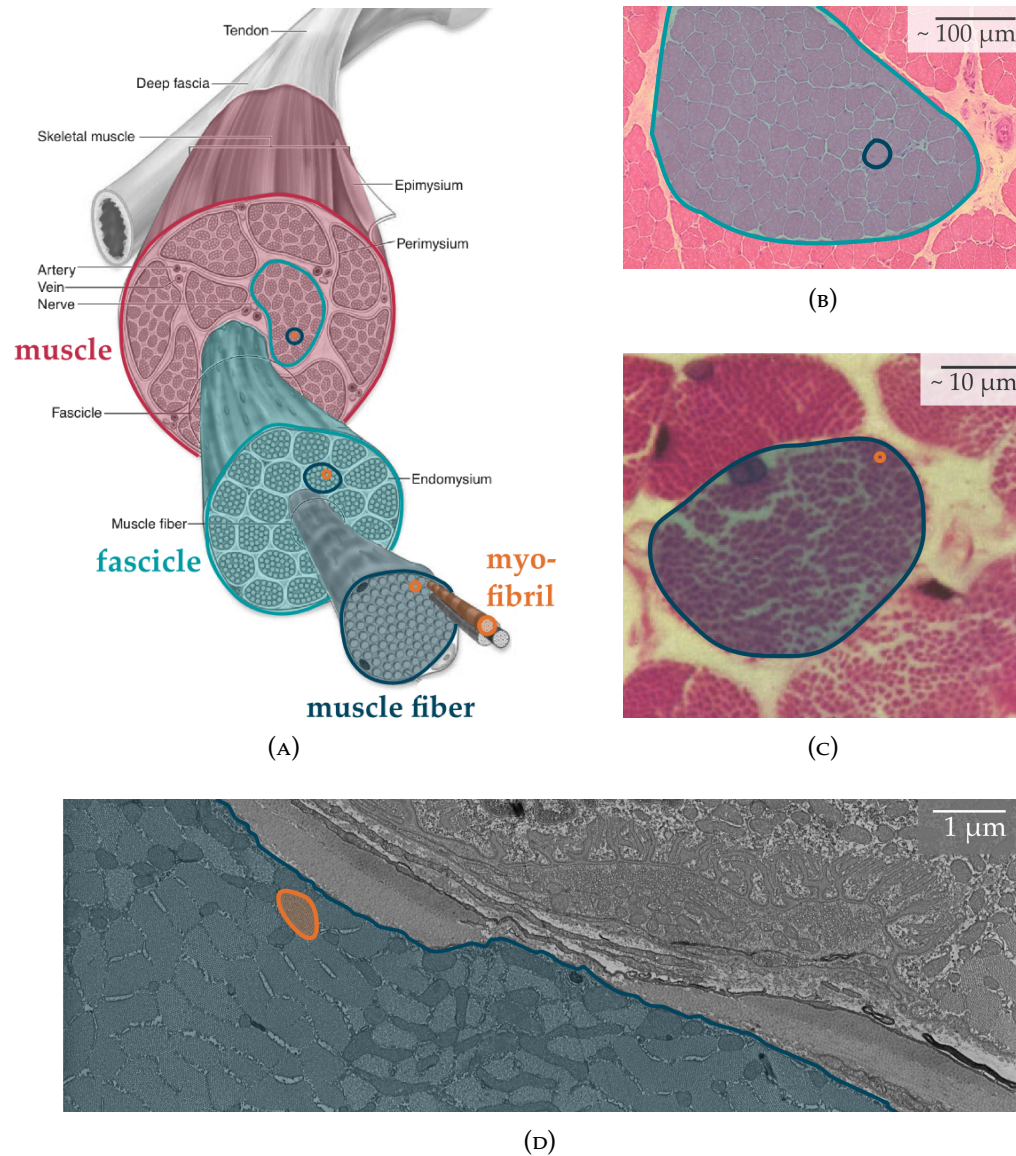 Tendon
Deep fascia
Skeletal muscle
Epimysium
Perimysium
Artery
Vein
Nerve
muscle
Fascicle
Endomysium
Muscle fiber
fascicle
myo-
fibril
muscle fiber
(A)
~ 100 µm
(B)
~ 10 µm
(C)
1 µm
(D)